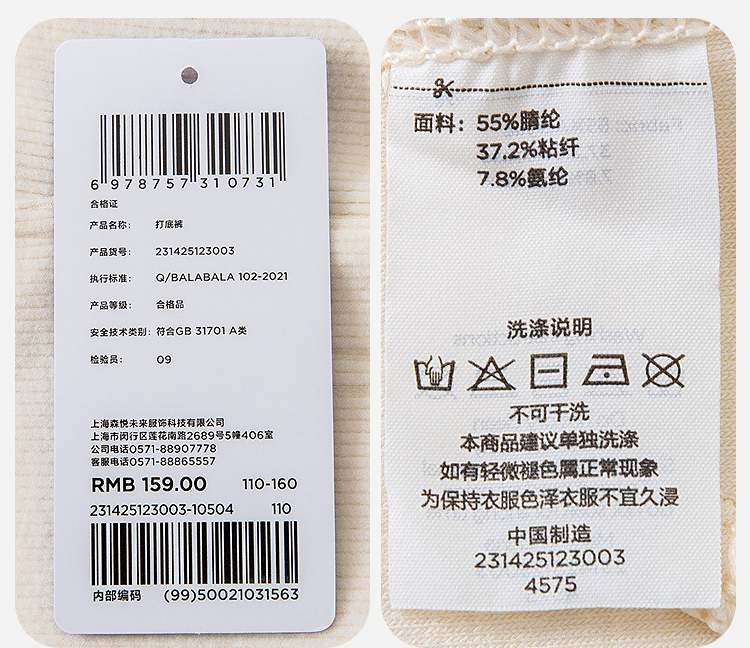 6 978757 310731
合格证
产品名称: 打底裤
产品货号: 231425123003
执行标准: Q/BALABALA 102-2021
产品等级: 合格品
安全技术类别: 符合GB 31701 A类
检验员: 09
上海森悦未来服饰科技有限公司
上海市闵行区莲花南路2689号5幢406室
公司电话0571-88907778
客服电话0571-88865557
RMB 159.00 110-160
231425123003-10504 110
内部编码 (99)50021031563
面料: 55%腈纶
37.2%粘纤
7.8%氨纶
洗涤说明
不可干洗
本商品建议单独洗涤
如有轻微褪色属正常现象
为保持衣服色泽衣服不宜久浸
中国制造
231425123003
4575